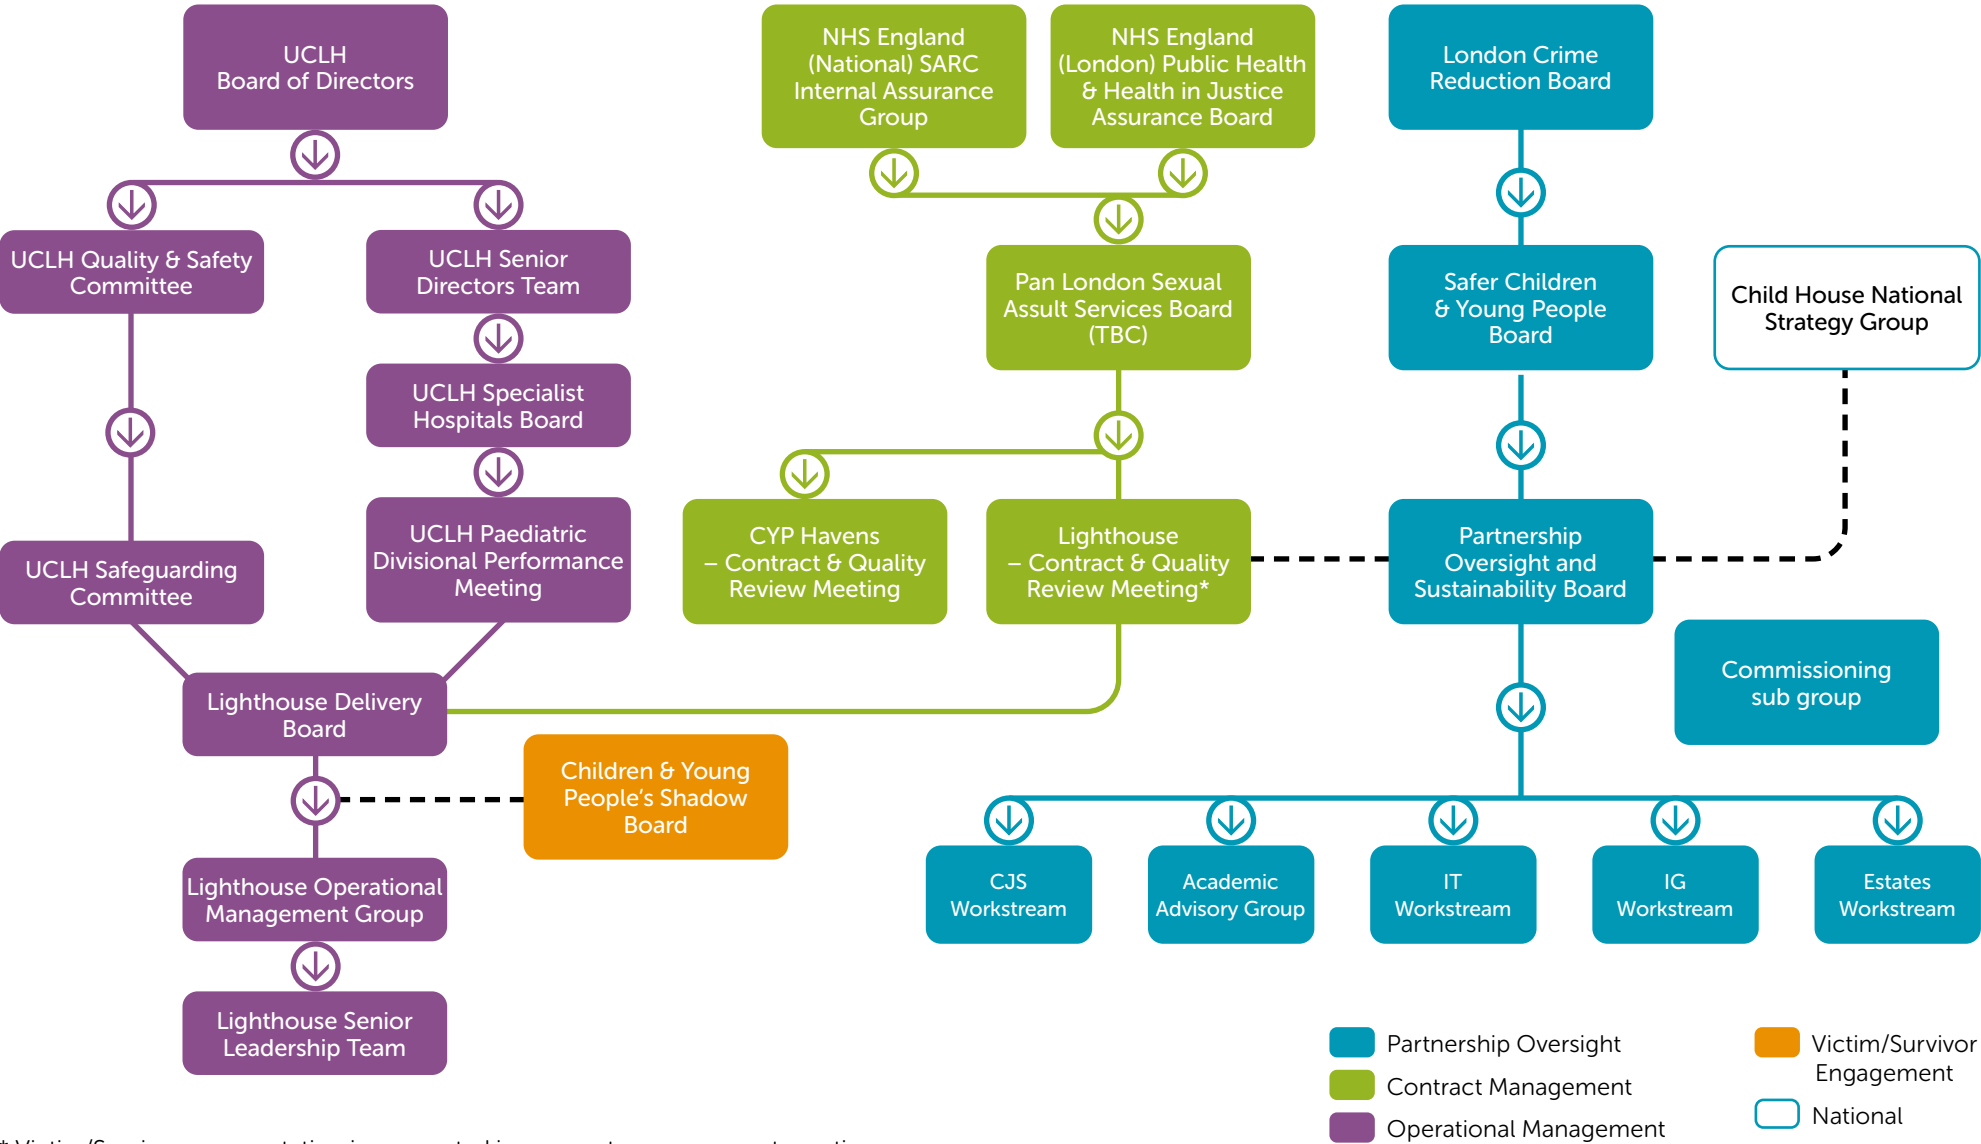 UCLH
Board of Directors
NHS England
(National) SARC
Internal Assurance
Group
NHS England
(London) Public Health
& Health in Justice
Assurance Board
London Crime
Reduction Board
UCLH Quality & Safety
Committee
UCLH Senior
Directors Team
Pan London Sexual
Assult Services Board
(TBC)
Safer Children
& Young People
Board
Child House National
Strategy Group
UCLH Specialist
Hospitals Board
UCLH Safeguarding
Committee
UCLH Paediatric
Divisional Performance
Meeting
CYP Havens
– Contract & Quality
Review Meeting
Lighthouse
– Contract & Quality
Review Meeting*
Partnership
Oversight and
Sustainability Board
Commissioning
sub group
Lighthouse Delivery
Board
Children & Young
People's Shadow
Board
Lighthouse Operational
Management Group
CJS
Workstream
Academic
Advisory Group
IT
Workstream
IG
Workstream
Estates
Workstream
Lighthouse Senior
Leadership Team
Partnership Oversight
Contract Management
Operational Management
Victim/Survivor
Engagement
National